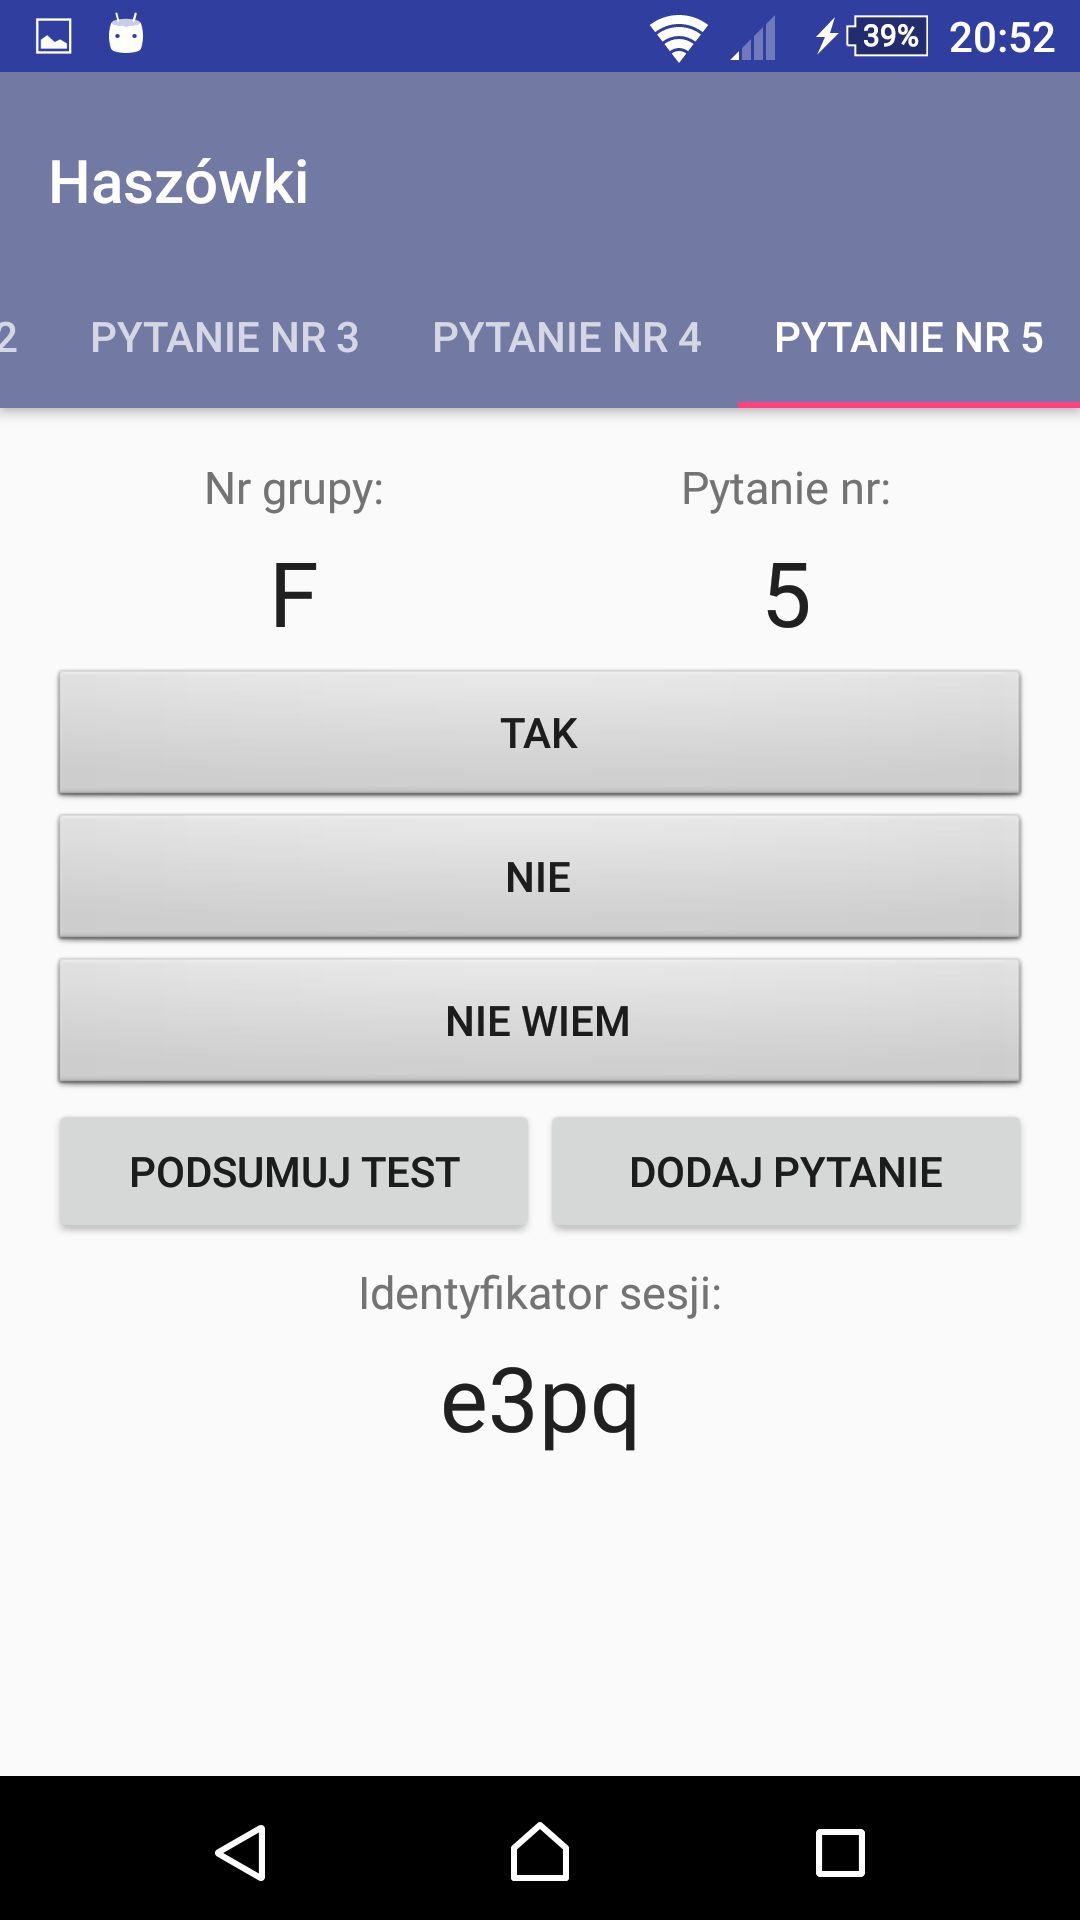 39% 20:52
Haszówki
2 PYTANIE NR 3 PYTANIE NR 4 PYTANIE NR 5
Nr grupy: Pytanie nr:
F 5
TAK
NIE
NIE WIEM
PODSUMUJ TEST DODAJ PYTANIE
Identyfikator sesji:
e3pq